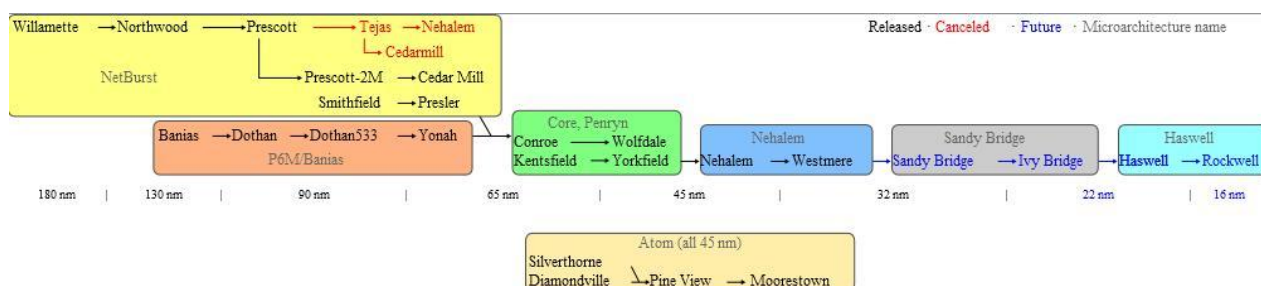 Willamette → Northwood → Prescott → Tejas → Nehalem
Released · Canceled · Future · Microarchitecture name
Cedarmill
NetBurst
Prescott-2M → Cedar Mill
Smithfield → Presler
Banias → Dothan → Dothan533 → Yonah
P6M/Banias
Core, Penryn
Conroe → Wolfdale
Kentsfield → Yorkfield
Nehalem
Nehalem → Westmere
Sandy Bridge
Sandy Bridge → Ivy Bridge
Haswell
Haswell → Rockwell
180 nm | 130 nm | 90 nm | 65 nm | 45 nm | 32 nm | 22 nm | 16 nm
Atom (all 45 nm)
Silverthorne
Diamondville → Pine View → Moorestown